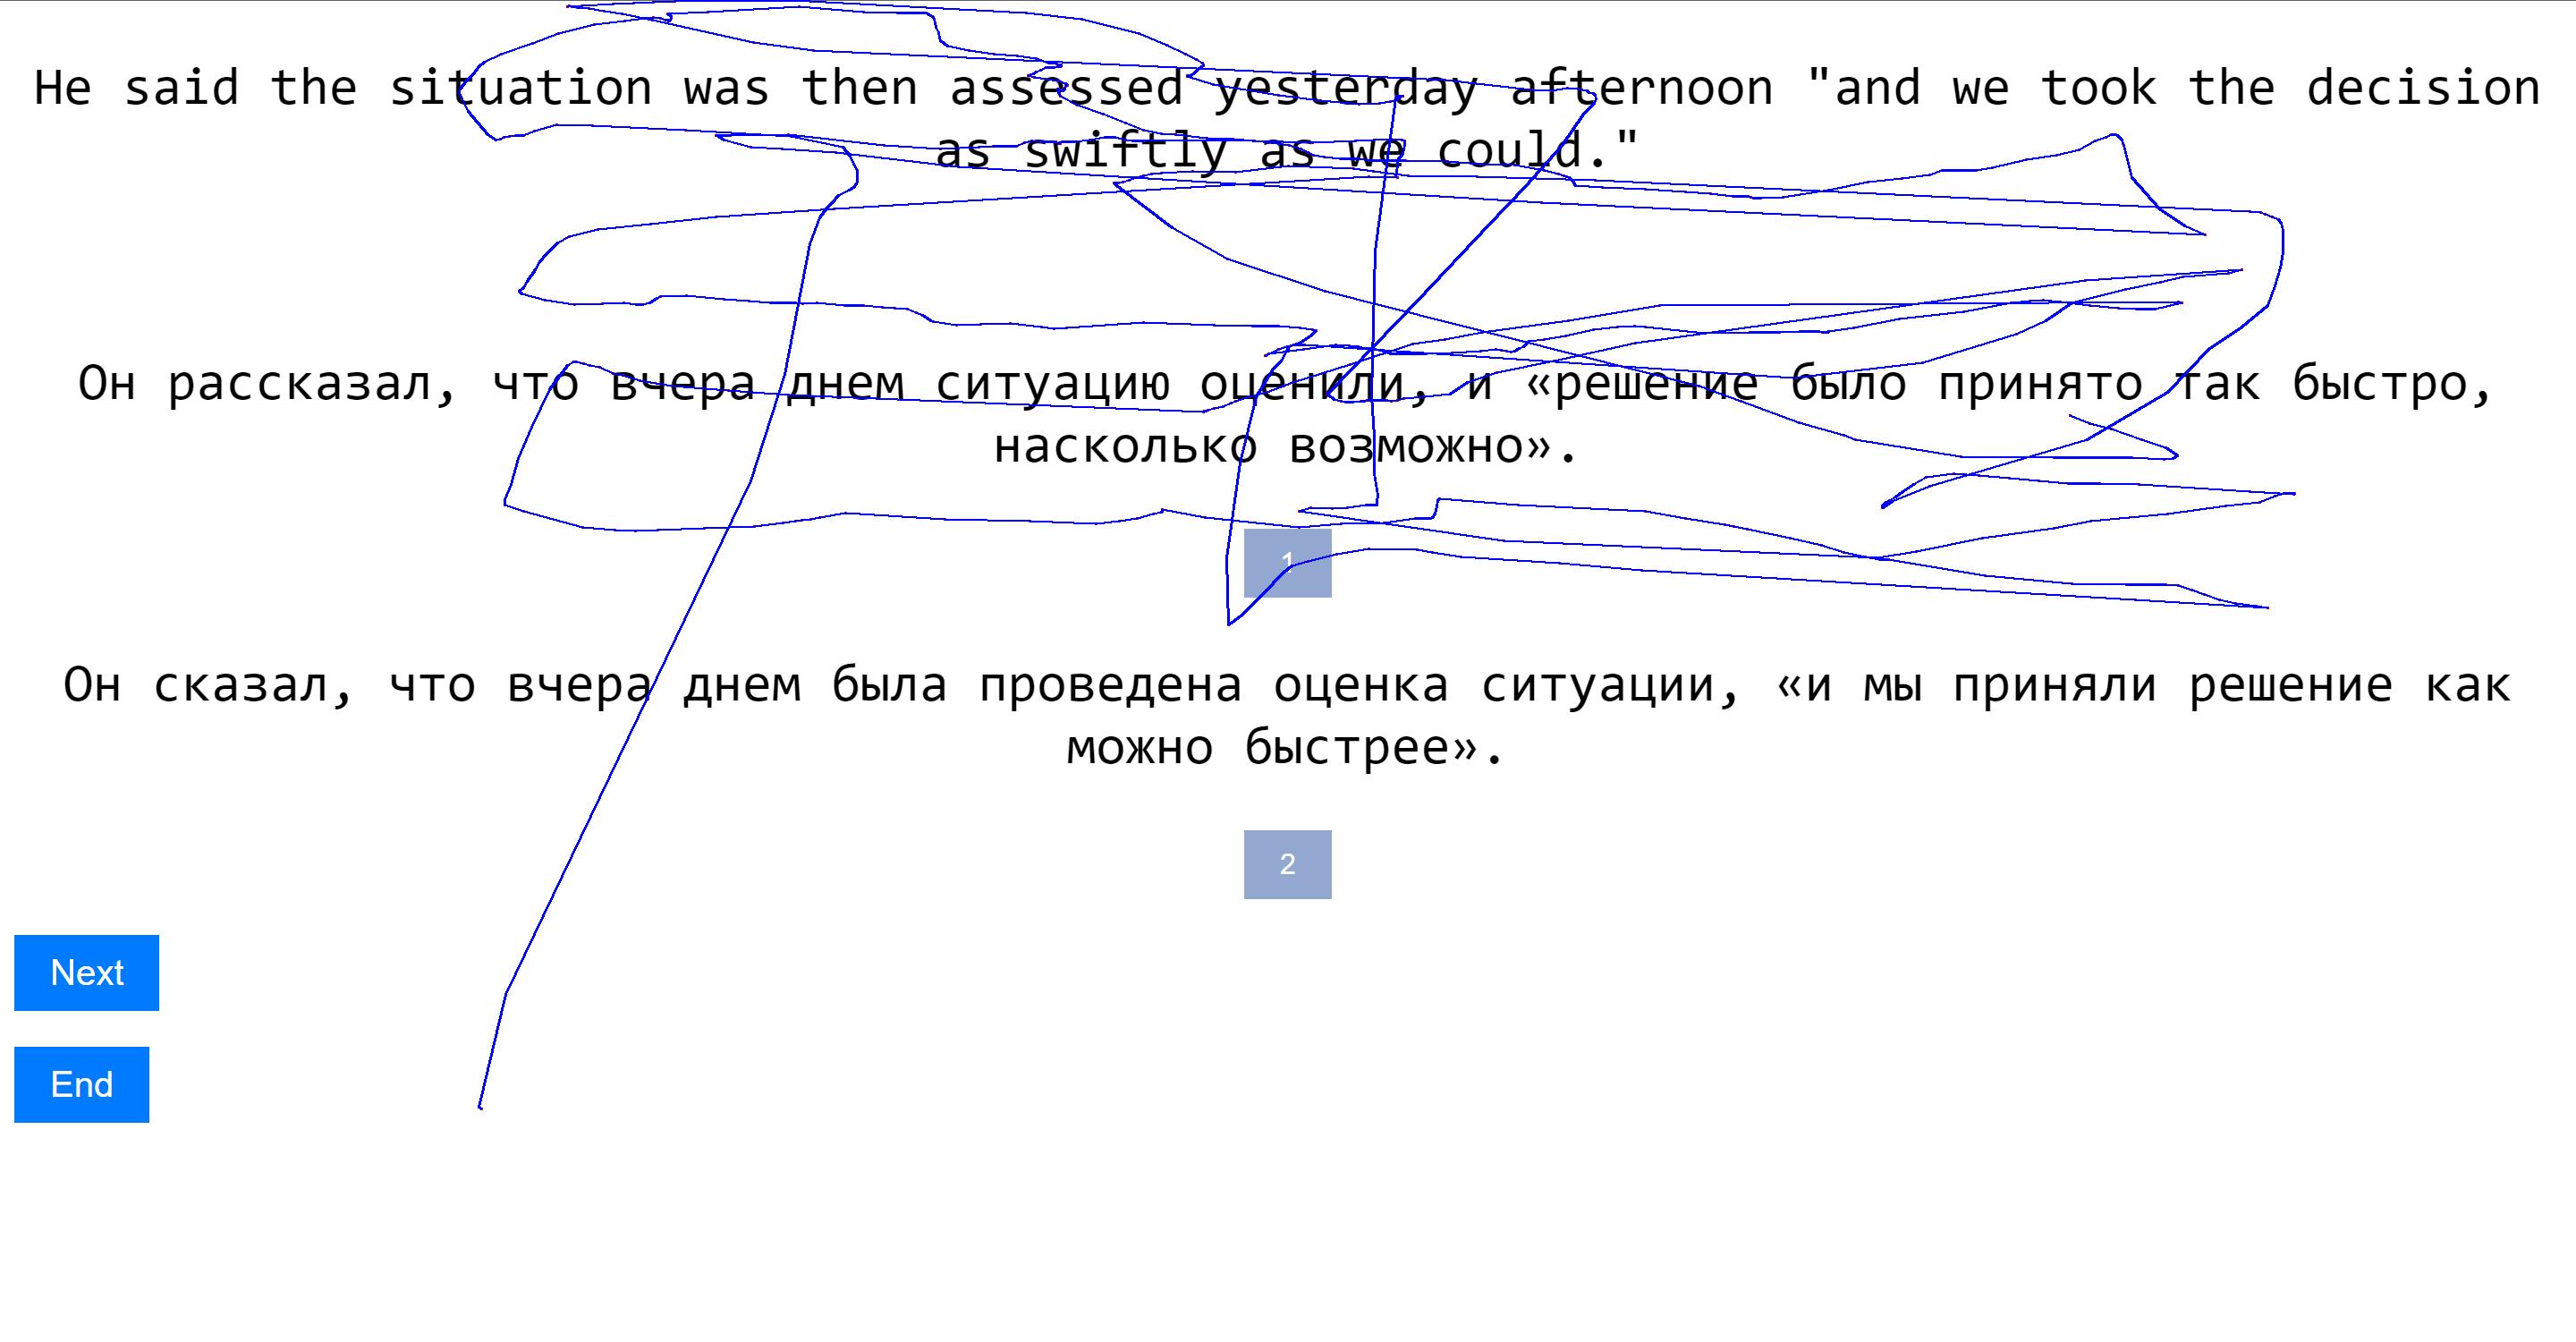 He said the situation was then assessed yesterday afternoon "and we took the decision
as swiftly as we could."
Он рассказал, что вчера днем ситуацию оценили, и «решение было принято так быстро,
насколько возможно».
1
Он сказал, что вчера днем была проведена оценка ситуации, «и мы приняли решение как
можно быстрее».
2
Next
End